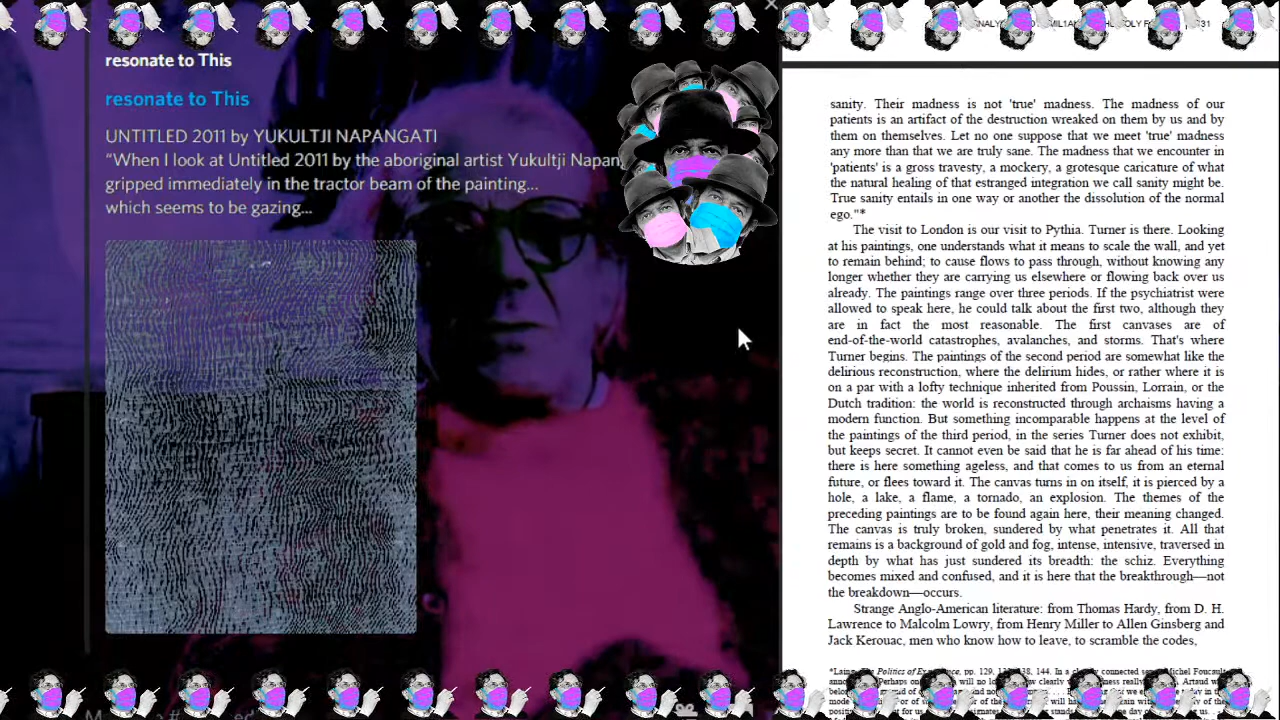 resonate to This
resonate to This
UNTITLED 2011 by YUKULTJI NAPANGATI
“When I look at Untitled 2011 by the aboriginal artist Yukultji Napan
gripped immediately in the tractor beam of the painting...
which seems to be gazing...
31
sanity. Their madness is not 'true' madness. The madness of our
patients is an artifact of the destruction wreaked on them by us and by
them on themselves. Let no one suppose that we meet 'true' madness
any more than that we are truly sane. The madness that we encounter in
'patients' is a gross travesty, a mockery, a grotesque caricature of what
the natural healing of that estranged integration we call sanity might be.
True sanity entails in one way or another the dissolution of the normal
ego."*
The visit to London is our visit to Pythia. Turner is there. Looking
at his paintings, one understands what it means to scale the wall, and yet
to remain behind; to cause flows to pass through, without knowing any
longer whether they are carrying us elsewhere or flowing back over us
already. The paintings range over three periods. If the psychiatrist were
allowed to speak here, he could talk about the first two, although they
are in fact the most reasonable. The first canvases are of
end-of-the-world catastrophes, avalanches, and storms. That's where
Turner begins. The paintings of the second period are somewhat like the
delirious reconstruction, where the delirium hides, or rather where it is
on a par with a lofty technique inherited from Poussin, Lorrain, or the
Dutch tradition: the world is reconstructed through archaisms having a
modern function. But something incomparable happens at the level of
the paintings of the third period, in the series Turner does not exhibit,
but keeps secret. It cannot even be said that he is far ahead of his time:
there is here something ageless, and that comes to us from an eternal
future, or flees toward it. The canvas turns in on itself, it is pierced by a
hole, a lake, a flame, a tornado, an explosion. The themes of the
preceding paintings are to be found again here, their meaning changed.
The canvas is truly broken, sundered by what penetrates it. All that
remains is a background of gold and fog, intense, intensive, traversed in
depth by what has just sundered its breadth: the schiz. Everything
becomes mixed and confused, and it is here that the breakthrough—not
the breakdown—occurs.
Strange Anglo-American literature: from Thomas Hardy, from D. H.
Lawrence to Malcolm Lowry, from Henry Miller to Allen Ginsberg and
Jack Kerouac, men who know how to leave, to scramble the codes,
*Laing, The Politics of pp. 129, 138, 144. In a connected Michel Foucault